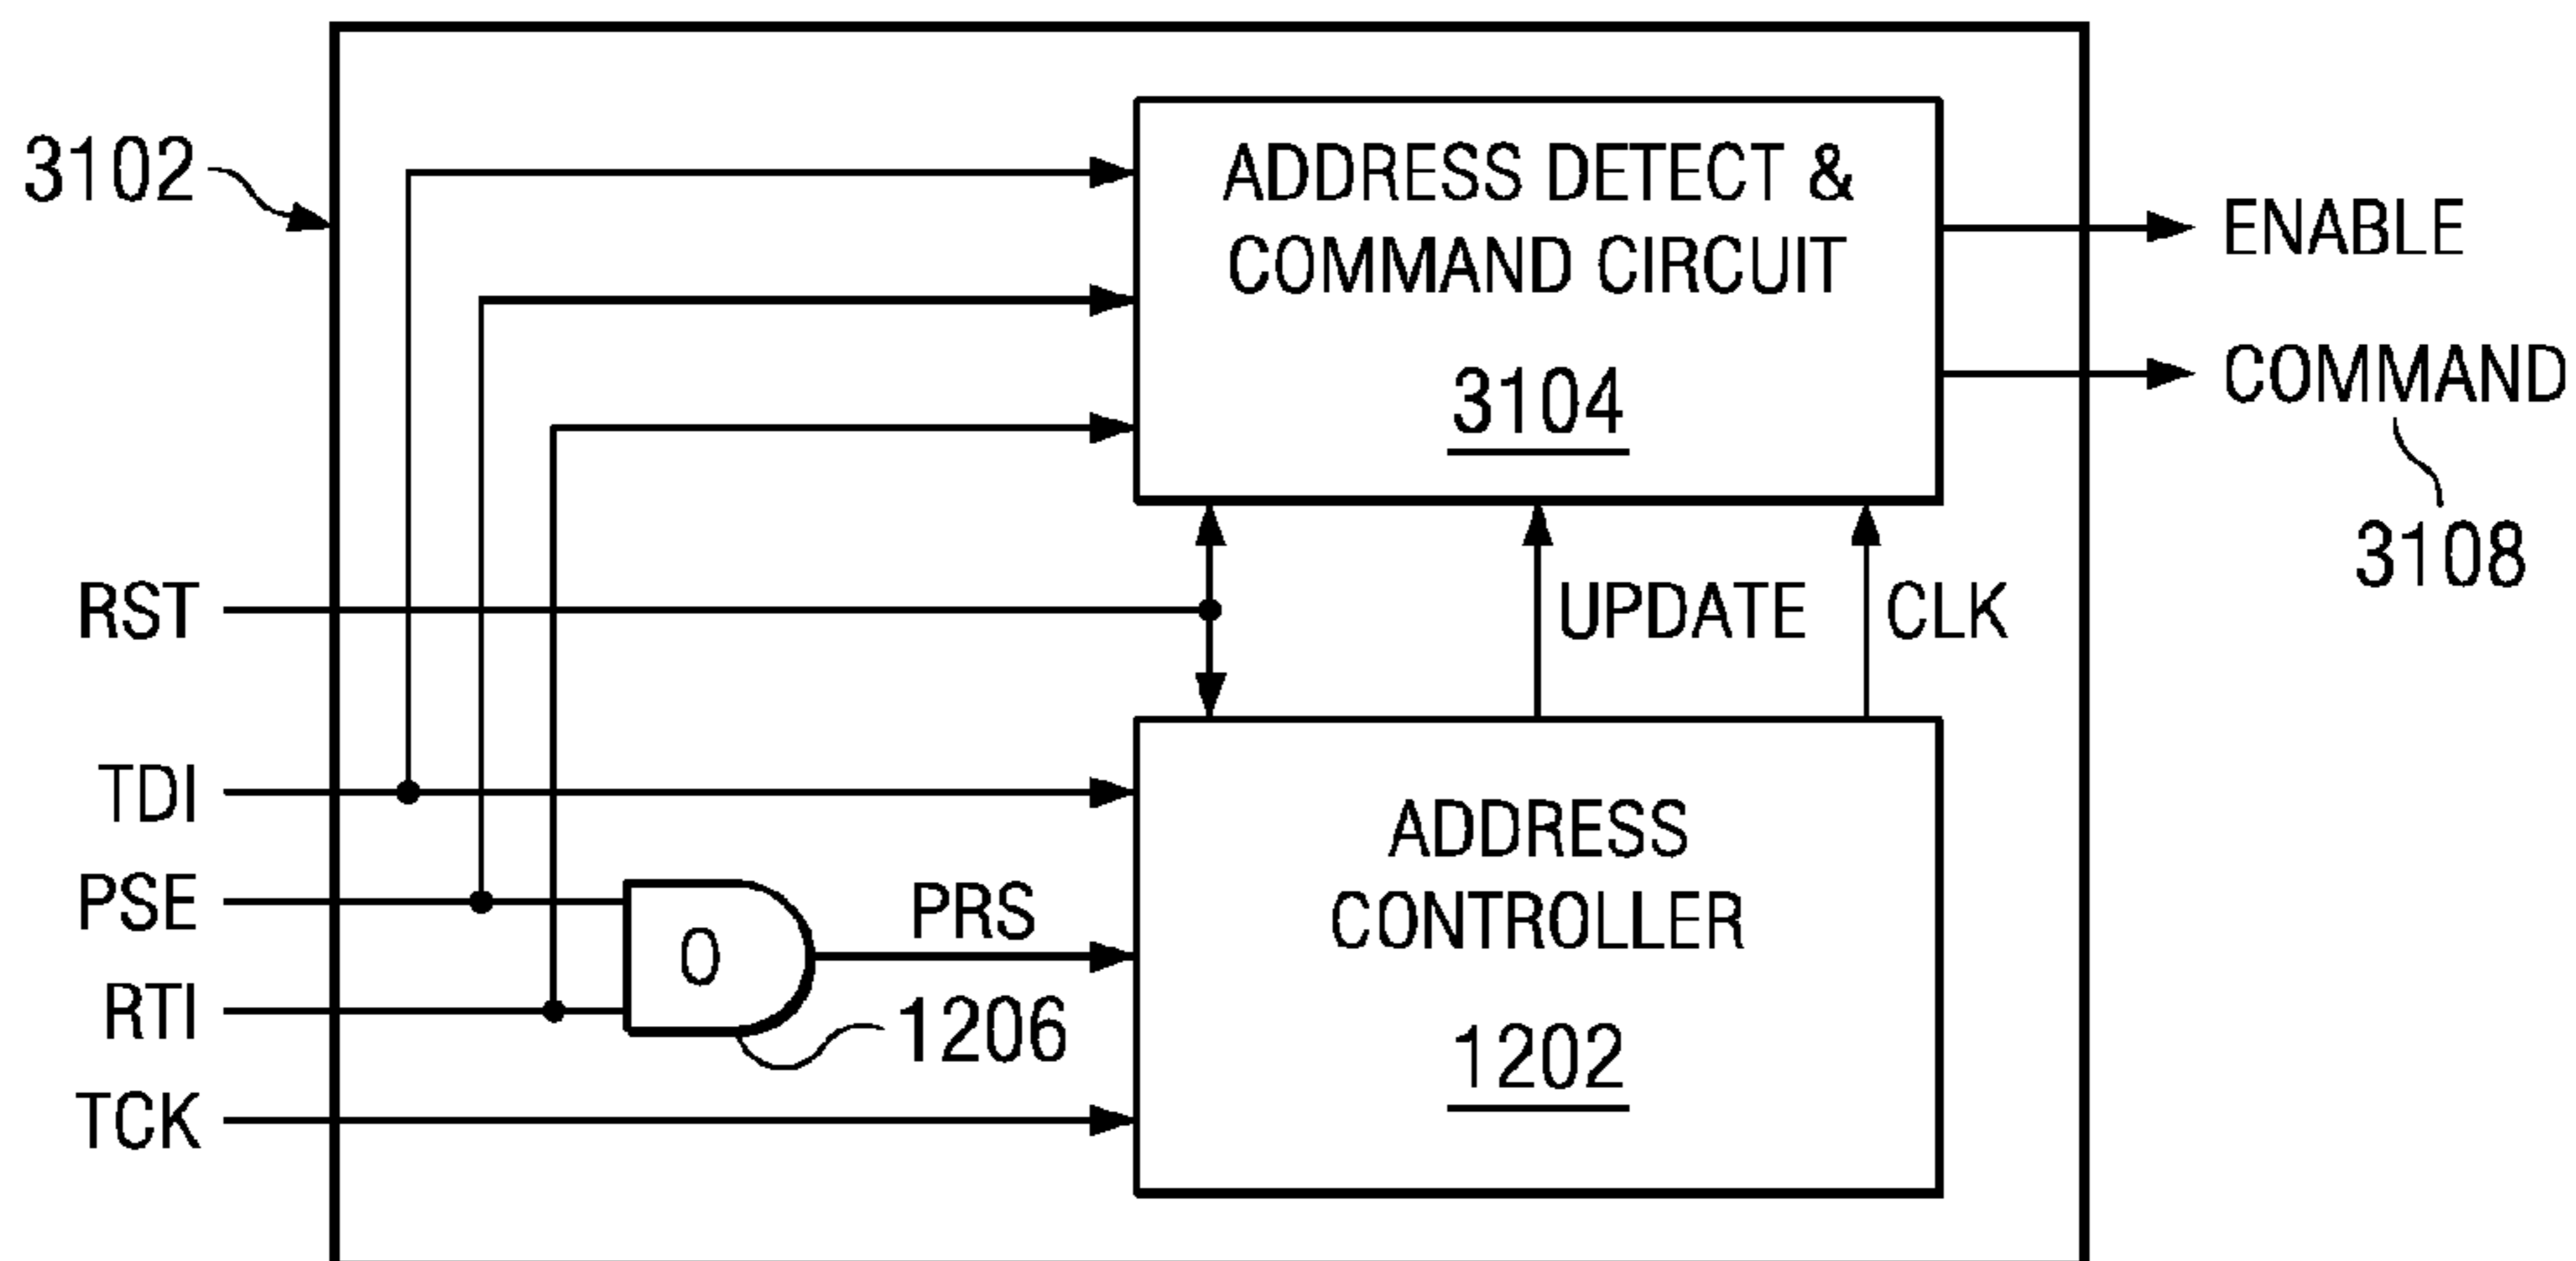 3102
ADDRESS DETECT &
COMMAND CIRCUIT
3104
ENABLE
COMMAND
3108
RST
UPDATE
CLK
TDI
PSE
RTI
TCK
O
PRS
1206
ADDRESS
CONTROLLER
1202